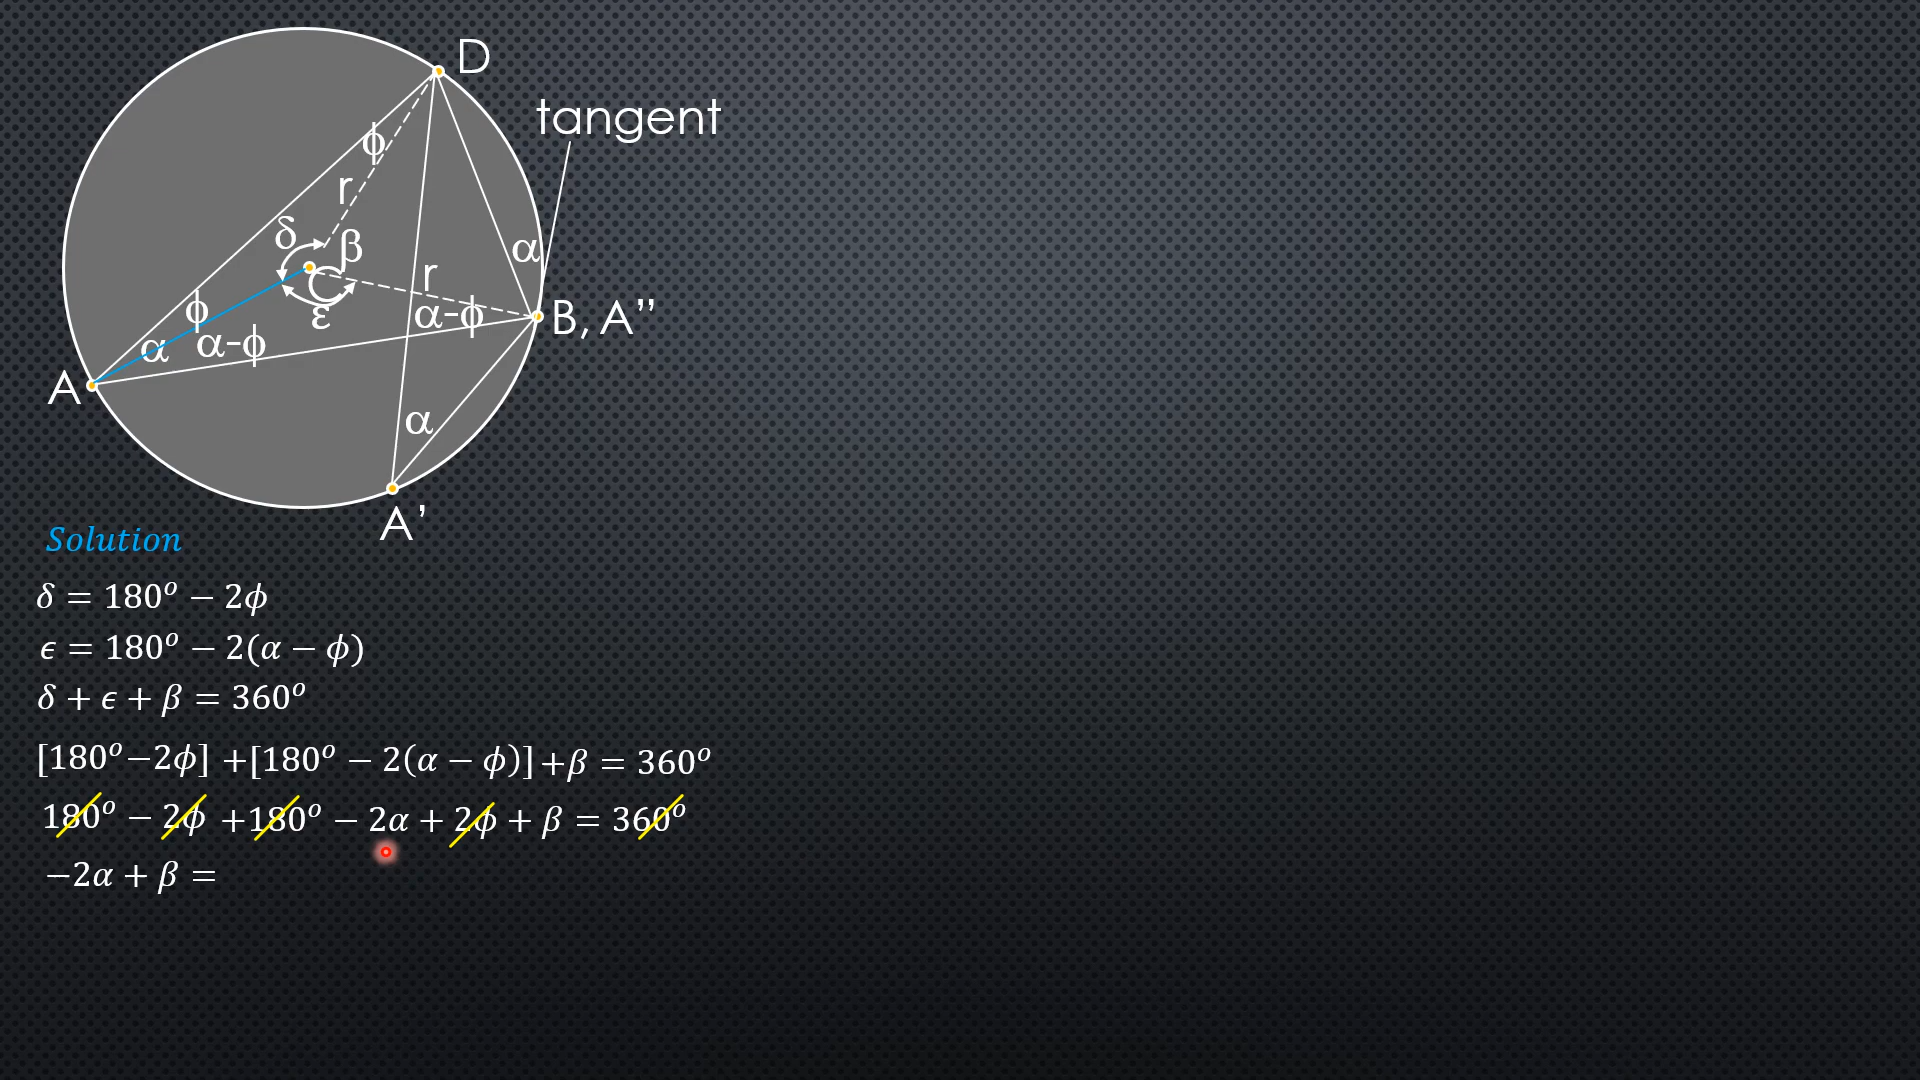 D
tangent
ϕ
r
δ
β
α
C
r
ε
α-ϕ
B, A”
ϕ
α
α-ϕ
A
α
A’
Solution
δ = 180° − 2ϕ
ϵ = 180° − 2(α − ϕ)
δ + ϵ + β = 360°
[180°−2ϕ] +[180° − 2(α − ϕ)] +β = 360°
180° − 2ϕ +180° − 2α + 2ϕ + β = 360°
−2α + β =